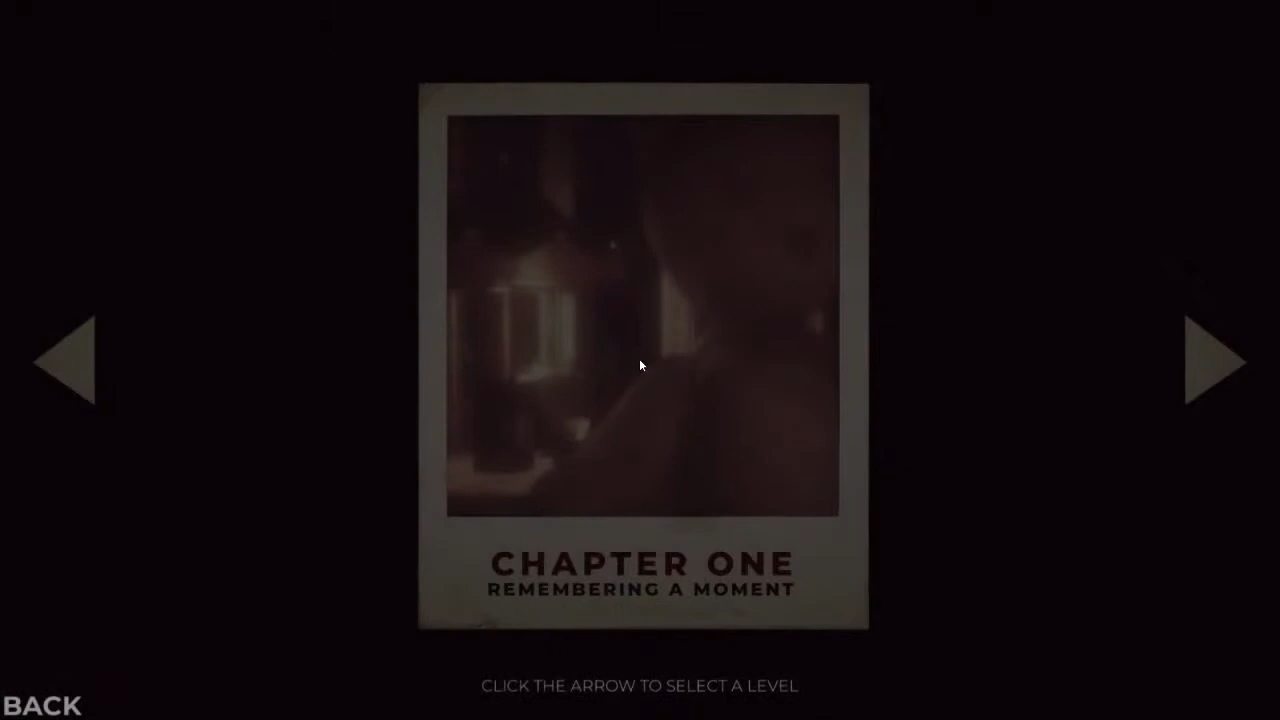 CHAPTER ONE
REMEMBERING A MOMENT
CLICK THE ARROW TO SELECT A LEVEL
BACK